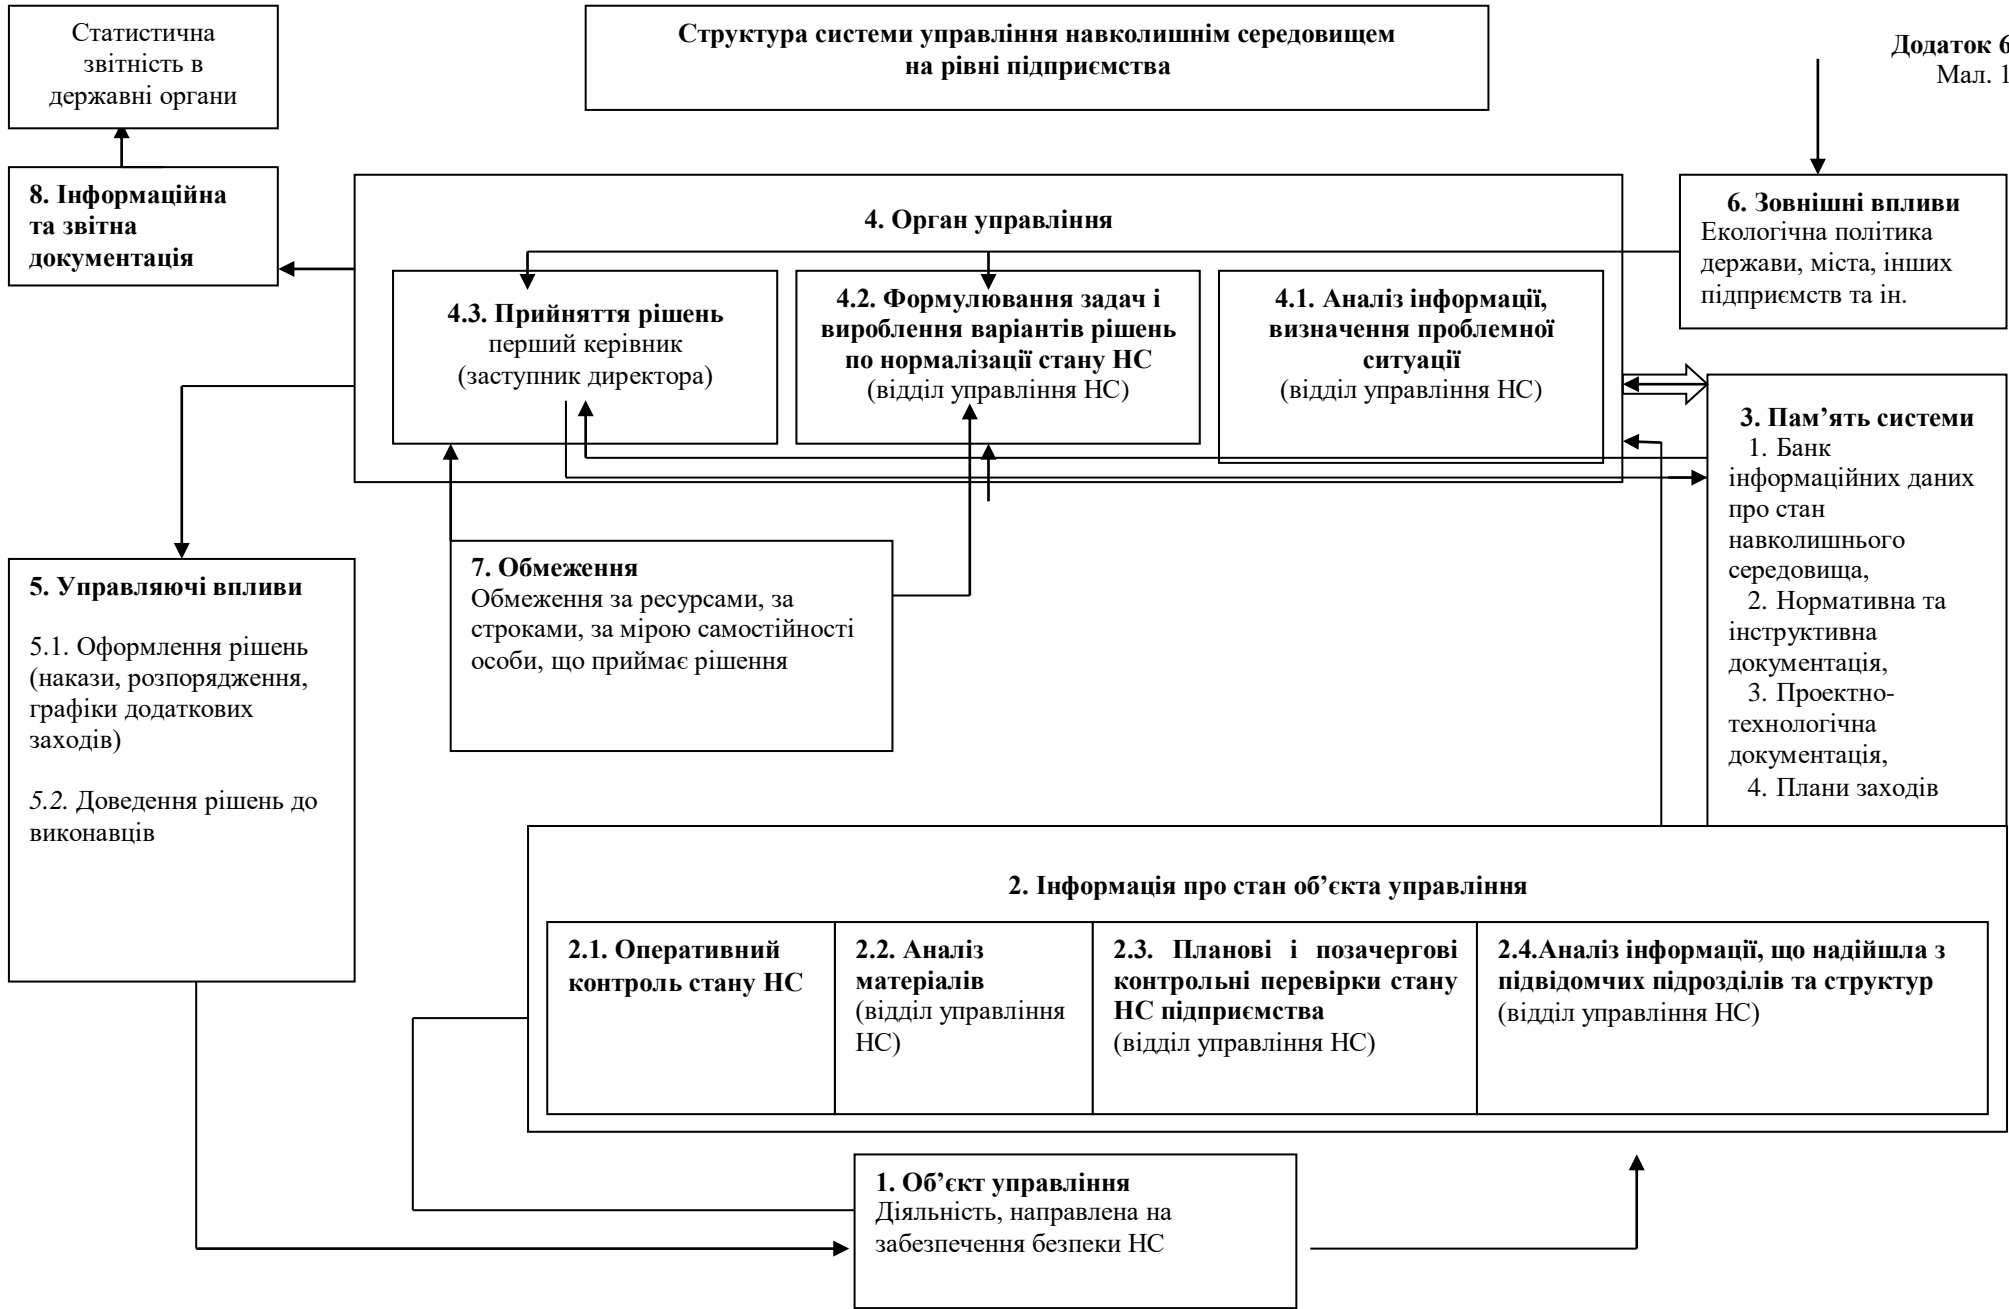 Статистична
звітність в
державні органи
Структура системи управління навколишнім середовищем
на рівні підприємства
Додаток 6
Мал. 1
8. Інформаційна
та звітна
документація
4. Орган управління
4.3. Прийняття рішень
перший керівник
(заступник директора)
4.2. Формулювання задач і
вироблення варіантів рішень
по нормалізації стану НС
(відділ управління НС)
4.1. Аналіз інформації,
визначення проблемної
ситуації
(відділ управління НС)
6. Зовнішні впливи
Екологічна політика
держави, міста, інших
підприємств та ін.
3. Пам’ять системи
1. Банк
інформаційних даних
про стан
навколишнього
середовища,
2. Нормативна та
інструктивна
документація,
3. Проектно-
технологічна
документація,
4. Плани заходів
5. Управляючі впливи
5.1. Оформлення рішень
(накази, розпорядження,
графіки додаткових
заходів)
5.2. Доведення рішень до
виконавців
7. Обмеження
Обмеження за ресурсами, за
строками, за мірою самостійності
особи, що приймає рішення
2. Інформація про стан об’єкта управління
2.1. Оперативний
контроль стану НС
2.2. Аналіз
матеріалів
(відділ управління
НС)
2.3. Планові і позачергові
контрольні перевірки стану
НС підприємства
(відділ управління НС)
2.4.Аналіз інформації, що надійшла з
підвідомчих підрозділів та структур
(відділ управління НС)
1. Об’єкт управління
Діяльність, направлена на
забезпечення безпеки НС